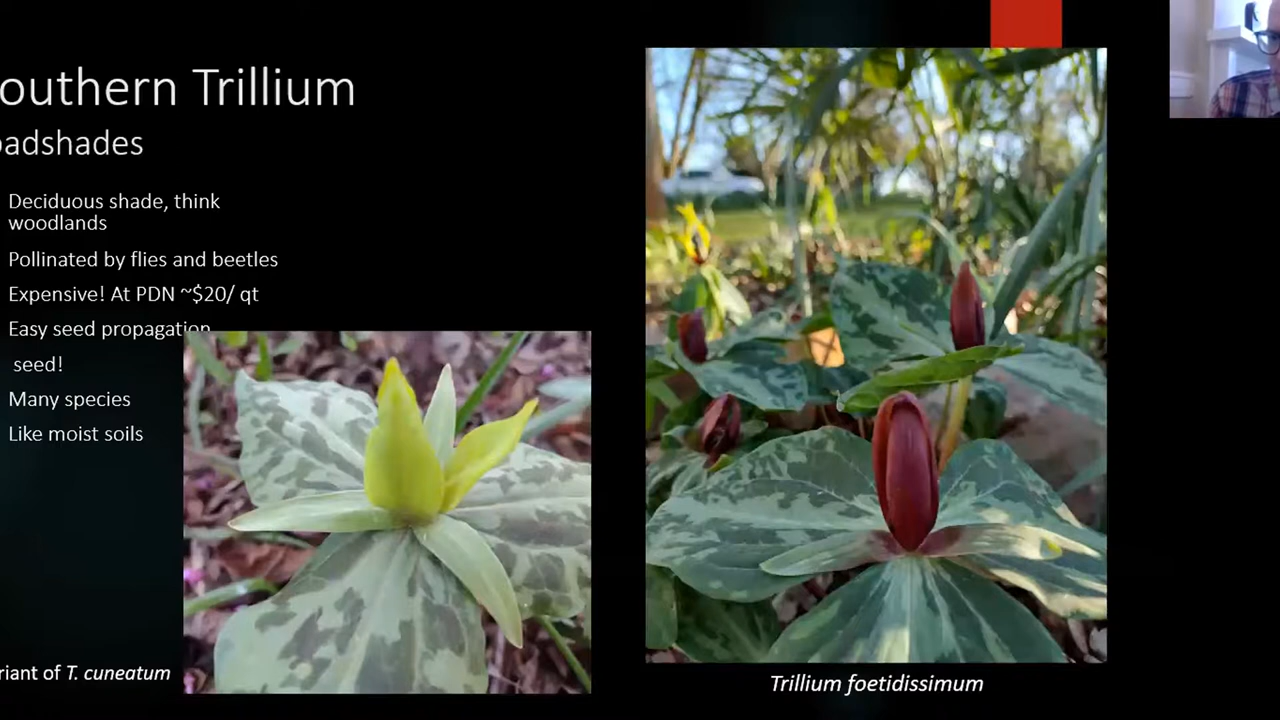 outhern Trillium
oadshades
Deciduous shade, think
woodlands
Pollinated by flies and beetles
Expensive! At PDN ~$20/ qt
Easy seed propagation
seed!
Many species
Like moist soils
riant of T. cuneatum
Trillium foetidissimum